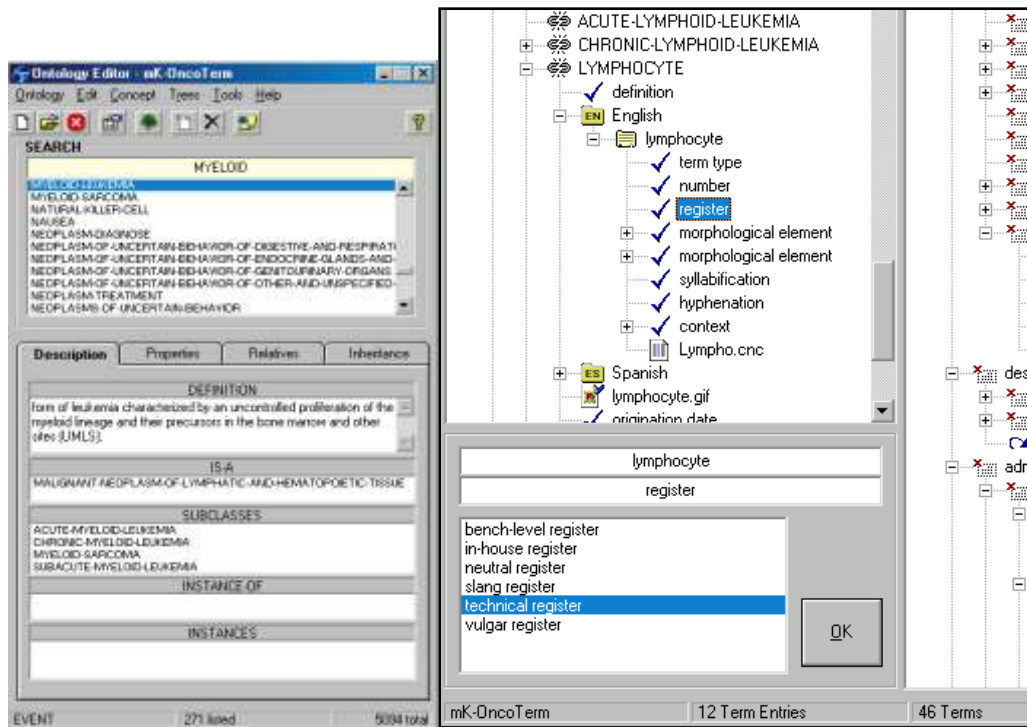 Ontology Editor - mK-OncoTerm
Ontology Edit Concept Trees Tools Help
SEARCH
MYELOID
MYELOID-LEUKEMIA
MYELOID-SARCOMA
NATURAL-KILLER-CELL
NAUSEA
NEOPLASM-DIAGNOSE
NEOPLASM-OF-UNCERTAIN-BEHAVIOR-OF-DIGESTIVE-AND-RESPIRATI
NEOPLASM-OF-UNCERTAIN-BEHAVIOR-OF-ENDOCRINE-GLANDS-AND-
NEOPLASM-OF-UNCERTAIN-BEHAVIOR-OF-GENITOURINARY-ORGANS
NEOPLASM-OF-UNCERTAIN-BEHAVIOR-OF-OTHER-AND-UNSPECIFIED-
NEOPLASM-TREATMENT
NEOPLASMS-OF-UNCERTAIN-BEHAVIOR
Description Properties Relatives Inheritance
DEFINITION
form of leukemia characterized by an uncontrolled proliferation of the
myeloid lineage and their precursors in the bone marrow and other
sites [UMLS].
IS-A
MALIGNANT-NEOPLASM-OF-LYMPHATIC-AND-HEMATOPOETIC-TISSUE
SUBCLASSES
ACUTE-MYELOID-LEUKEMIA
CHRONIC-MYELOID-LEUKEMIA
MYELOID-SARCOMA
SUBACUTE-MYELOID-LEUKEMIA
INSTANCE-OF
INSTANCES
EVENT 271 listed 5094 total
ACUTE-LYMPHOID-LEUKEMIA
CHRONIC-LYMPHOID-LEUKEMIA
LYMPHOCYTE
definition
EN English
lymphocyte
term type
number
register
morphological element
morphological element
syllabification
hyphenation
context
Lympho.cnc
ES Spanish
lymphocyte.gif
origination date
des
adr
lymphocyte
register
bench-level register
in-house register
neutral register
slang register
technical register
vulgar register
OK
mK-OncoTerm 12 Term Entries 46 Terms